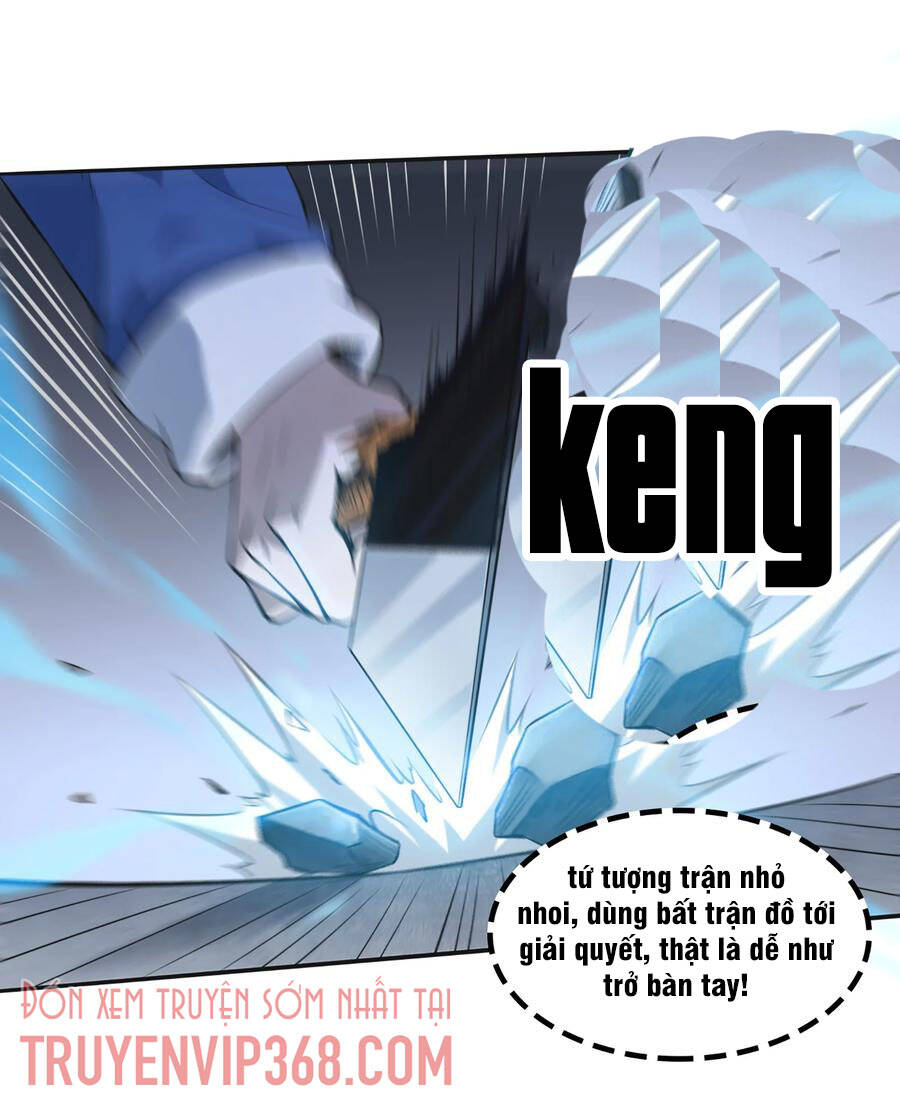 keng
tứ tượng trận nhỏ
nhoi, dùng bất trận đồ tới
giải quyết, thật là dễ như
trở bàn tay!
ĐÓN XEM TRUYỆN SỚM NHẤT TẠI
TRUYENVIP368.COM